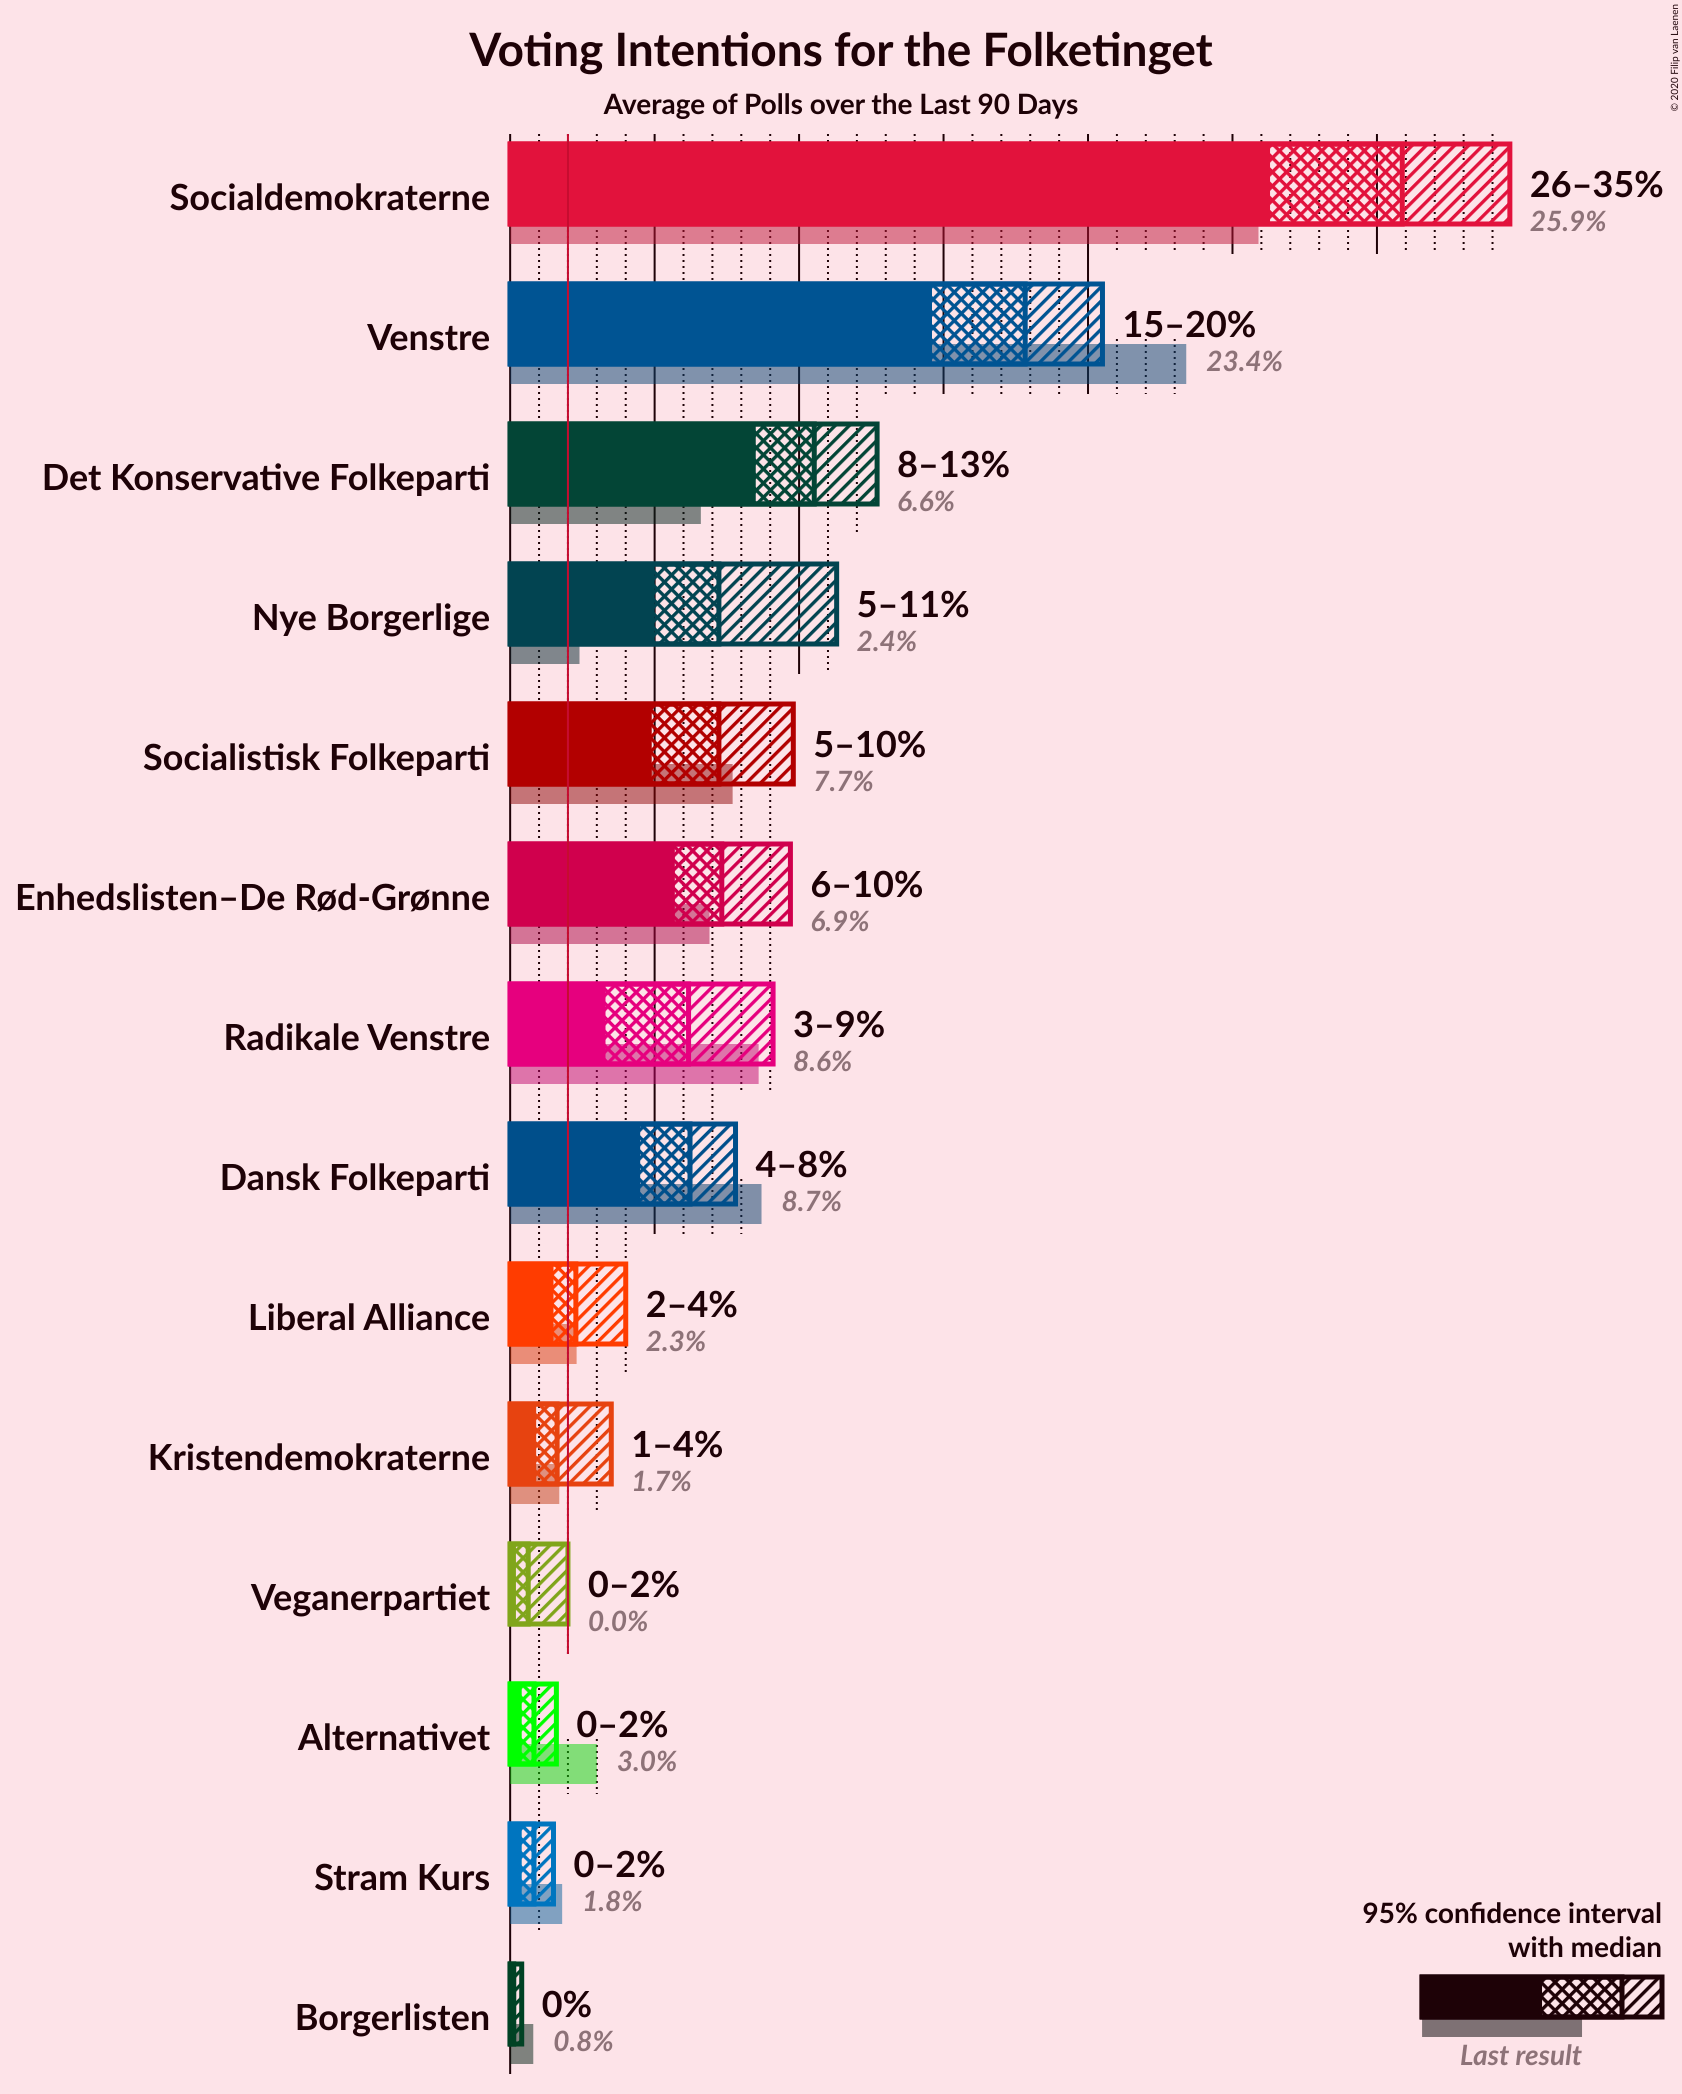 © 2020 Filip van Laenen
Voting Intentions for the Folketinget
Average of Polls over the Last 90 Days
Socialdemokraterne
26–35%
25.9%
Venstre
15–20%
23.4%
Det Konservative Folkeparti
8–13%
6.6%
Nye Borgerlige
5–11%
2.4%
Socialistisk Folkeparti
5–10%
7.7%
Enhedslisten–De Rød-Grønne
6–10%
6.9%
Radikale Venstre
3–9%
8.6%
Dansk Folkeparti
4–8%
8.7%
Liberal Alliance
2–4%
2.3%
Kristendemokraterne
1–4%
1.7%
Veganerpartiet
0–2%
0.0%
Alternativet
0–2%
3.0%
Stram Kurs
0–2%
1.8%
Borgerlisten
0%
0.8%
95% confidence interval
with median
Last result